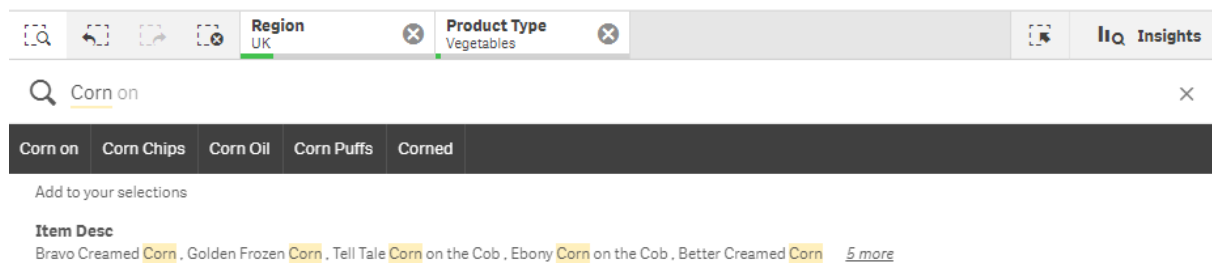 Region
UK
Product Type
Vegetables
Insights
Corn on
Corn on Corn Chips Corn Oil Corn Puffs Corned
Add to your selections
Item Desc
Bravo Creamed Corn , Golden Frozen Corn , Tell Tale Corn on the Cob , Ebony Corn on the Cob , Better Creamed Corn 5 more